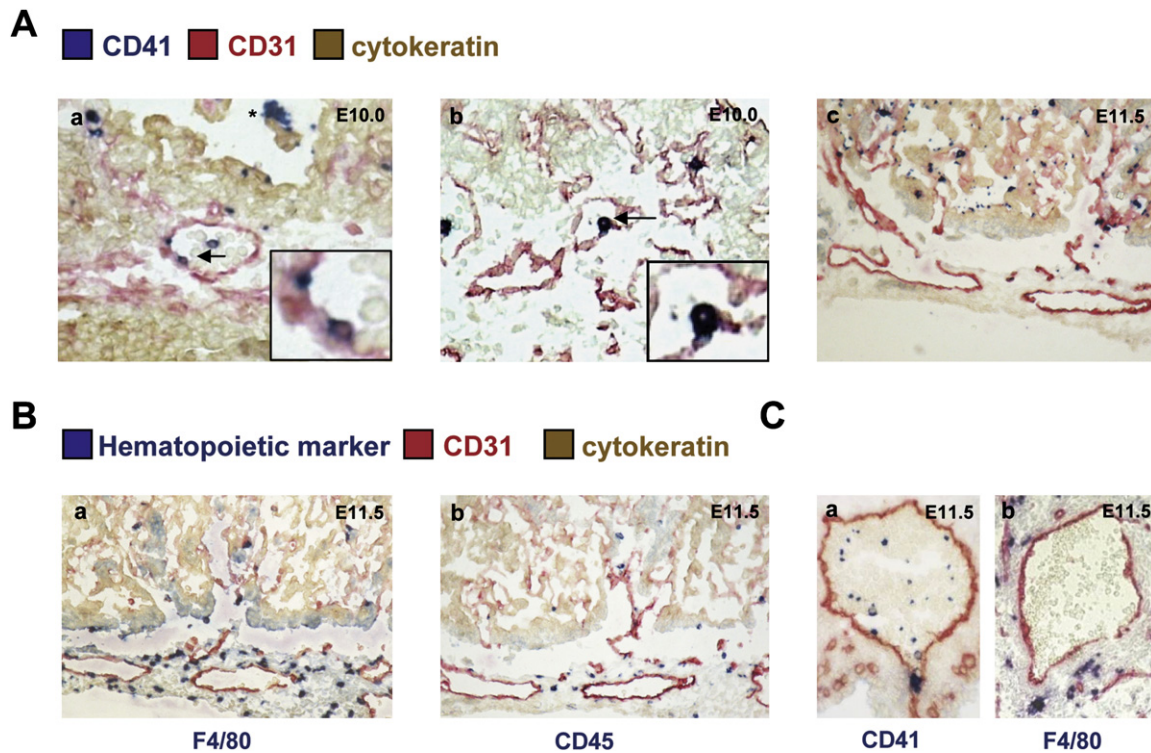 A
CD41 CD31 cytokeratin
a * E10.0
b E10.0
c E11.5
B
Hematopoietic marker CD31 cytokeratin
C
a E11.5
b E11.5
a E11.5
b E11.5
F4/80
CD45
CD41
F4/80